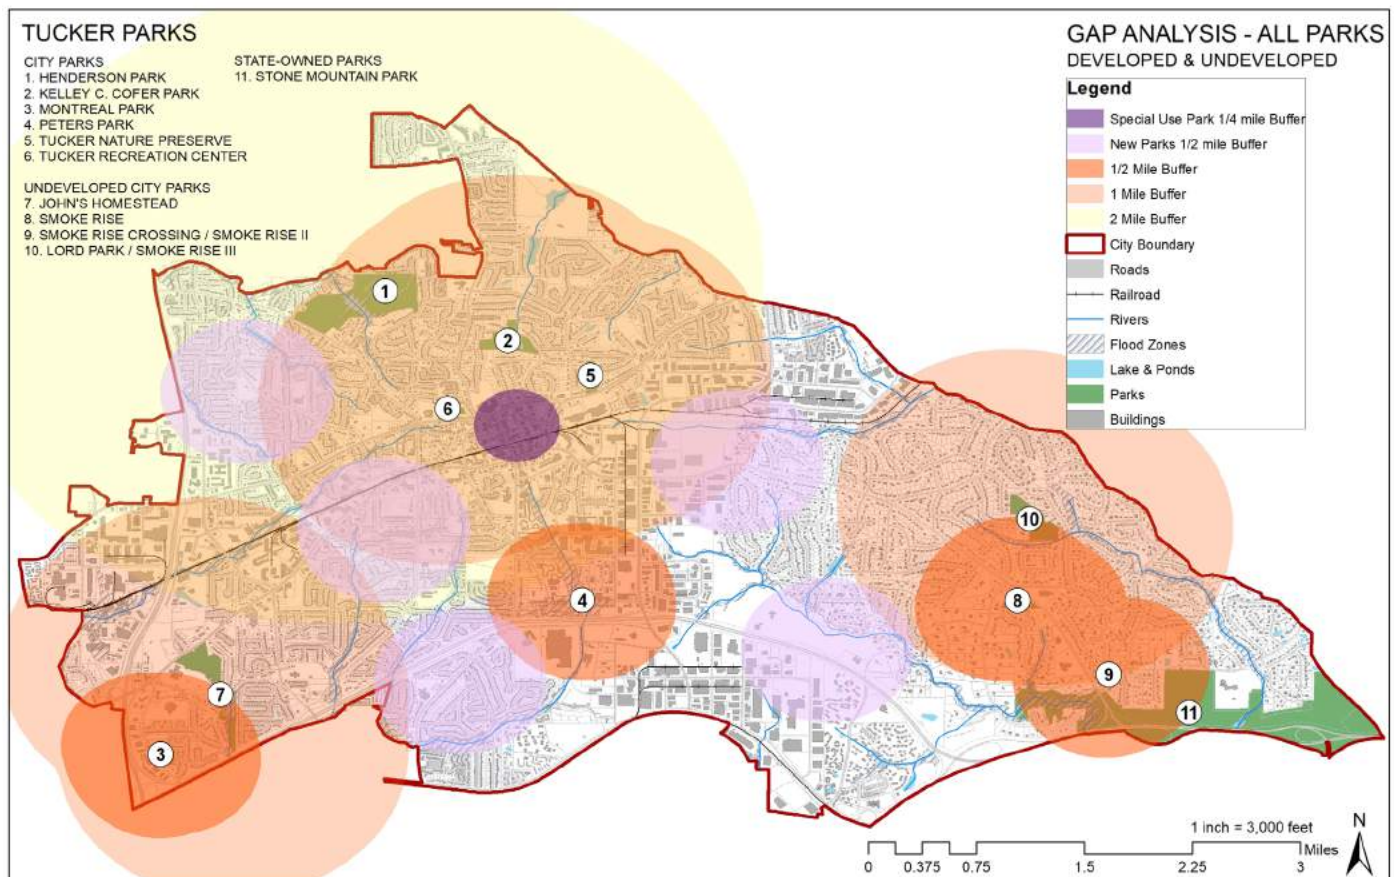 TUCKER PARKS
CITY PARKS
1. HENDERSON PARK
2. KELLEY C. COFER PARK
3. MONTREAL PARK
4. PETERS PARK
5. TUCKER NATURE PRESERVE
6. TUCKER RECREATION CENTER
UNDEVELOPED CITY PARKS
7. JOHN'S HOMESTEAD
8. SMOKE RISE
9. SMOKE RISE CROSSING / SMOKE RISE II
10. LORD PARK / SMOKE RISE III
STATE-OWNED PARKS
11. STONE MOUNTAIN PARK
GAP ANALYSIS - ALL PARKS
DEVELOPED & UNDEVELOPED
Legend
Special Use Park 1/4 mile Buffer
New Parks 1/2 mile Buffer
1/2 Mile Buffer
1 Mile Buffer
2 Mile Buffer
City Boundary
Roads
Railroad
Rivers
Flood Zones
Lake & Ponds
Parks
Buildings
1
2
5
6
10
4
8
9
7
11
3
1 inch = 3,000 feet
N
Miles
0 0.375 0.75 1.5 2.25 3